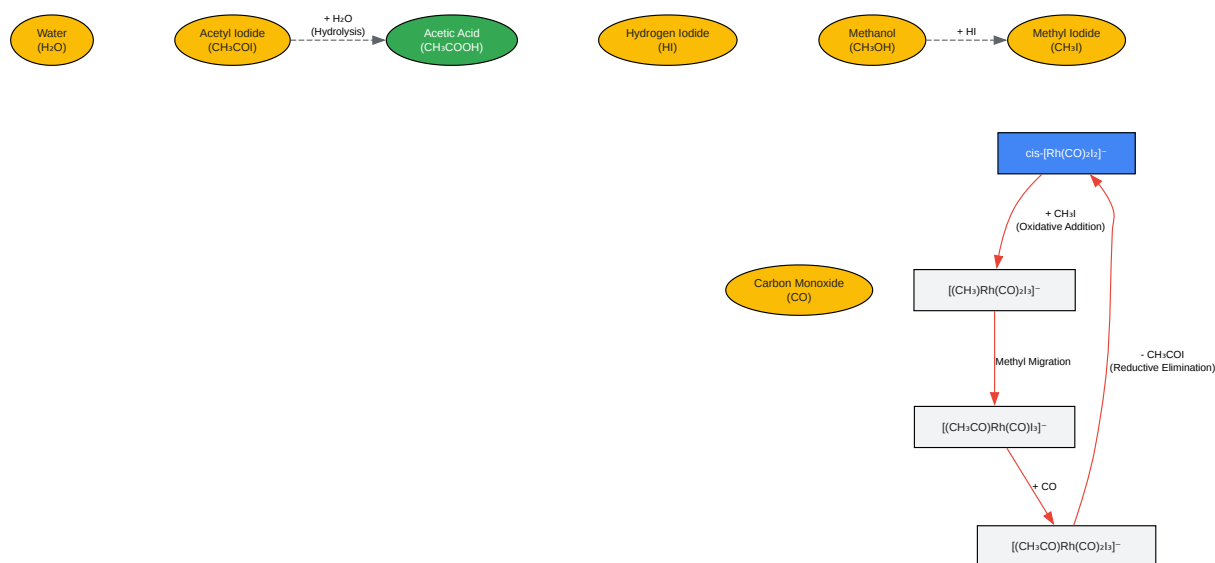 Water
(H₂O)
Acetyl Iodide
(CH₃COI)
+ H₂O
(Hydrolysis)
Acetic Acid
(CH₃COOH)
Hydrogen Iodide
(HI)
Methanol
(CH₃OH)
+ HI
Methyl Iodide
(CH₃I)
cis-[Rh(CO)₂I₂]⁻
+ CH₃I
(Oxidative Addition)
Carbon Monoxide
(CO)
[(CH₃)Rh(CO)₂I₃]⁻
Methyl Migration
- CH₃COI
(Reductive Elimination)
[(CH₃CO)Rh(CO)I₃]⁻
+ CO
[(CH₃CO)Rh(CO)₂I₃]⁻